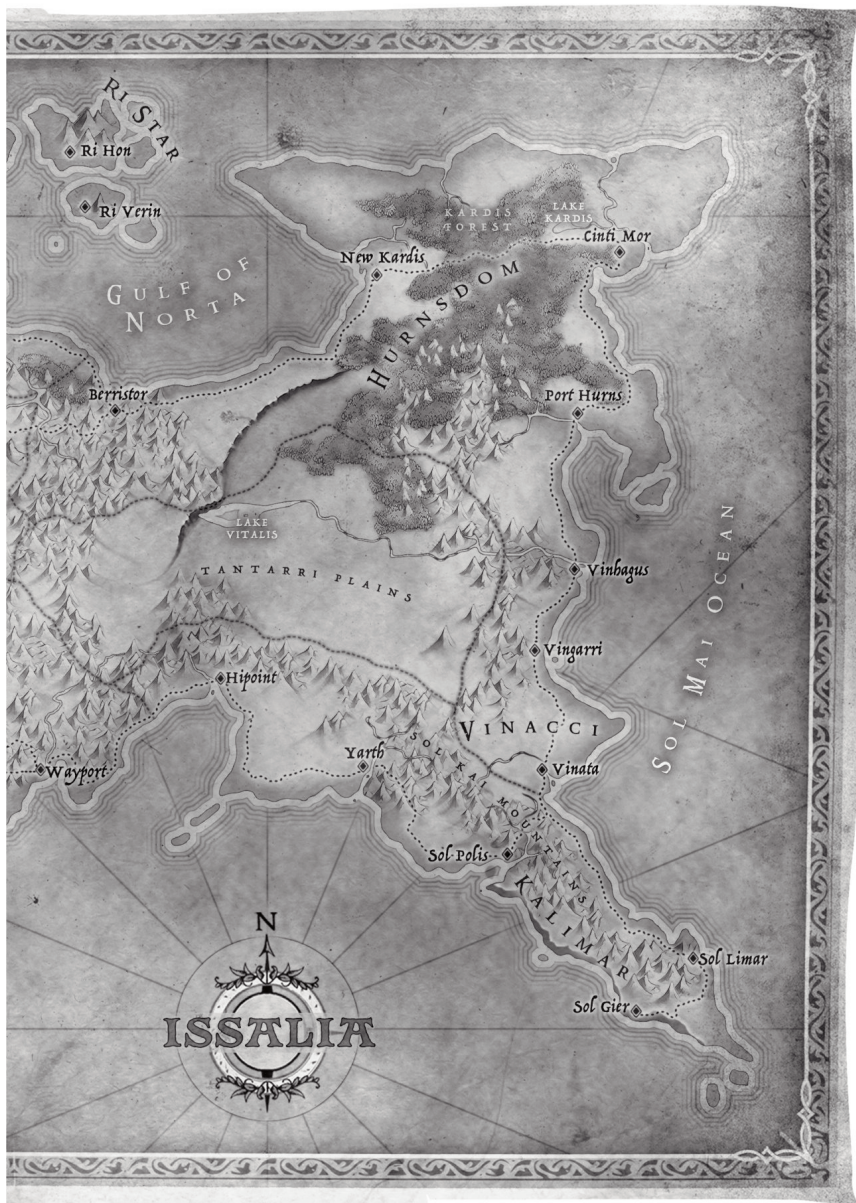 RI STAR
Ri Hon
Ri Verin
KARDIS
FOREST
LAKE
KARDIS
Cinti Mor
New Kardis
GULF OF
NORTA
HURNSDOM
Berristor
Port Hurns
LAKE
VITALIS
SOL MAI OCEAN
TANTARRI PLAINS
Vinhagus
Vingarri
Hipoint
VINACCI
SOL KAI MOUNTAINS
Yarth
Vinata
Wayport
Sol Polis
KALIMAR
N
Sol Limar
Sol Gier
ISSALIA